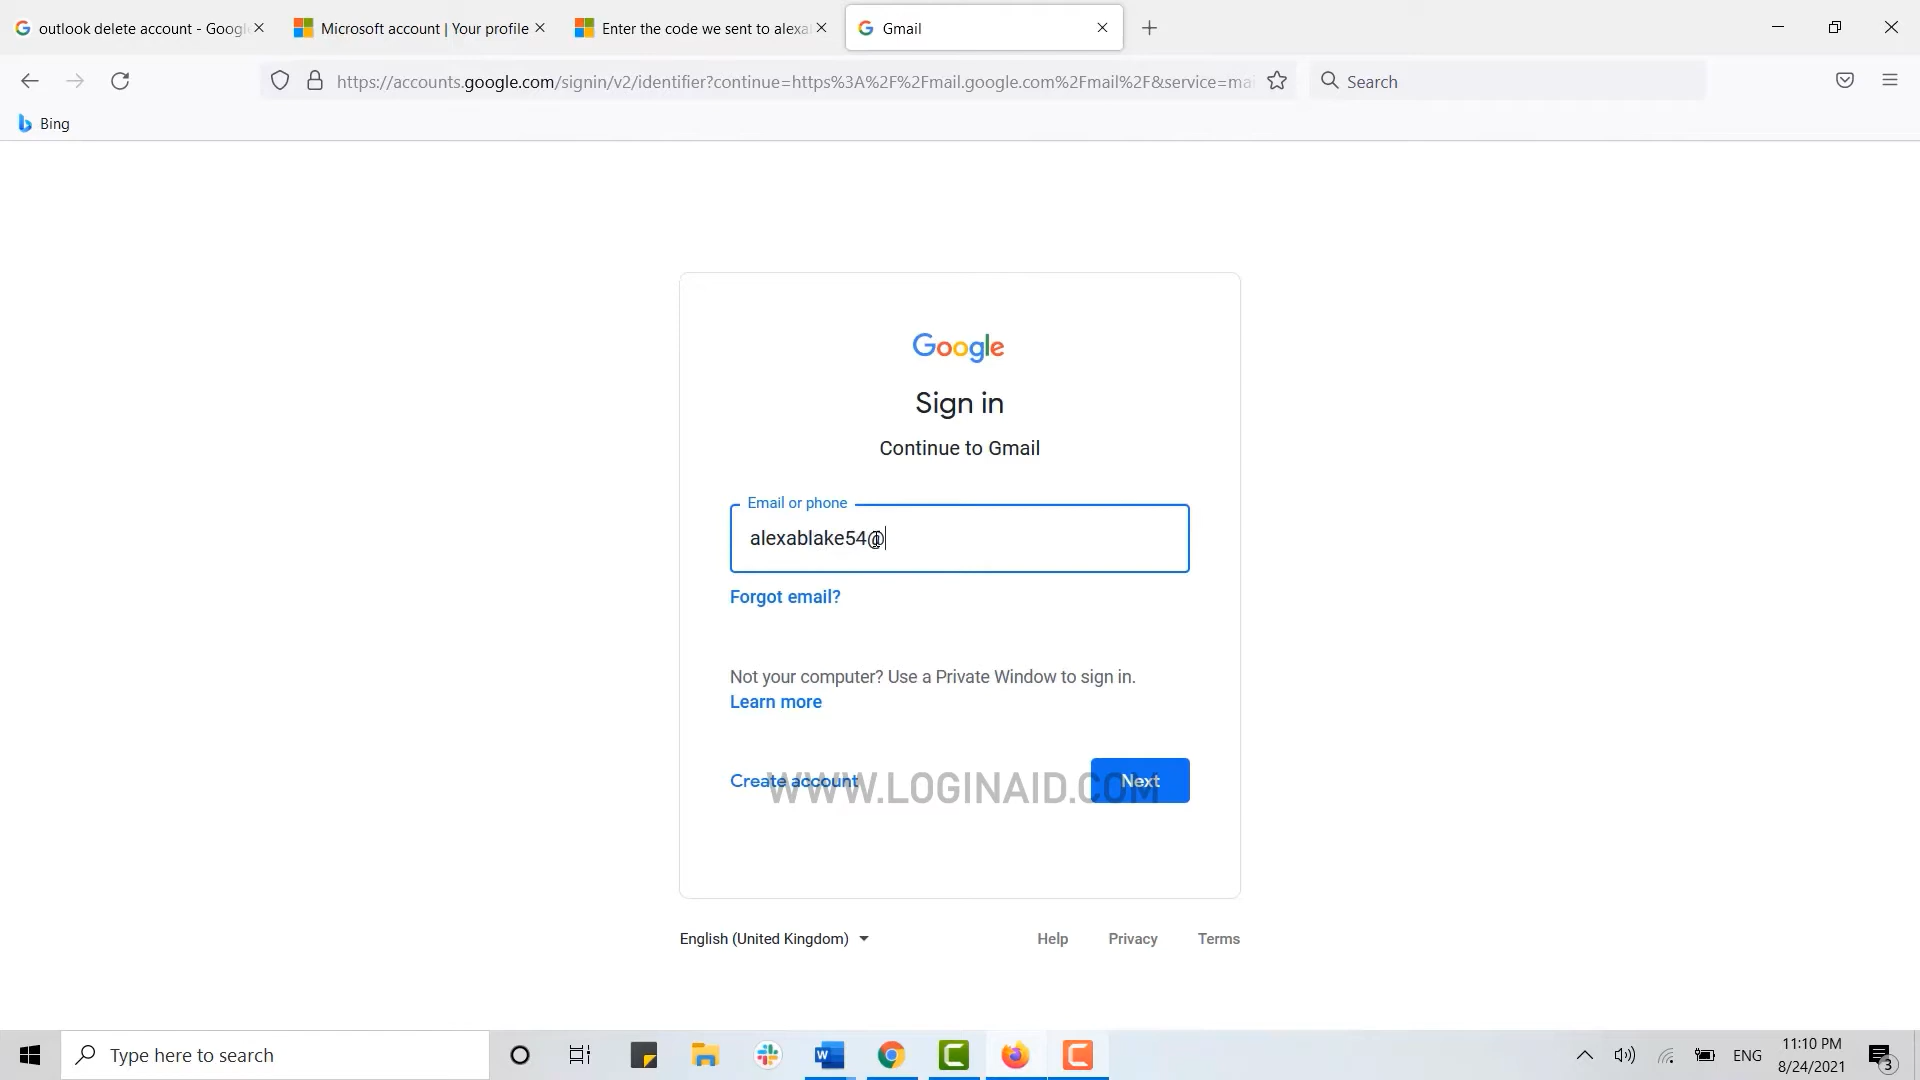 outlook delete account - Googl
Microsoft account | Your profile
Enter the code we sent to alexa
Gmail
https://accounts.google.com/signin/v2/identifier?continue=https%3A%2F%2Fmail.google.com%2Fmail%2F&service=mai
Search
Bing
Google
Sign in
Continue to Gmail
Email or phone
alexablake54@
Forgot email?
Not your computer? Use a Private Window to sign in.
Learn more
Create account
Next
WWW.LOGINAID.COM
English (United Kingdom)
Help
Privacy
Terms
Type here to search
ENG
11:10 PM
8/24/2021
3